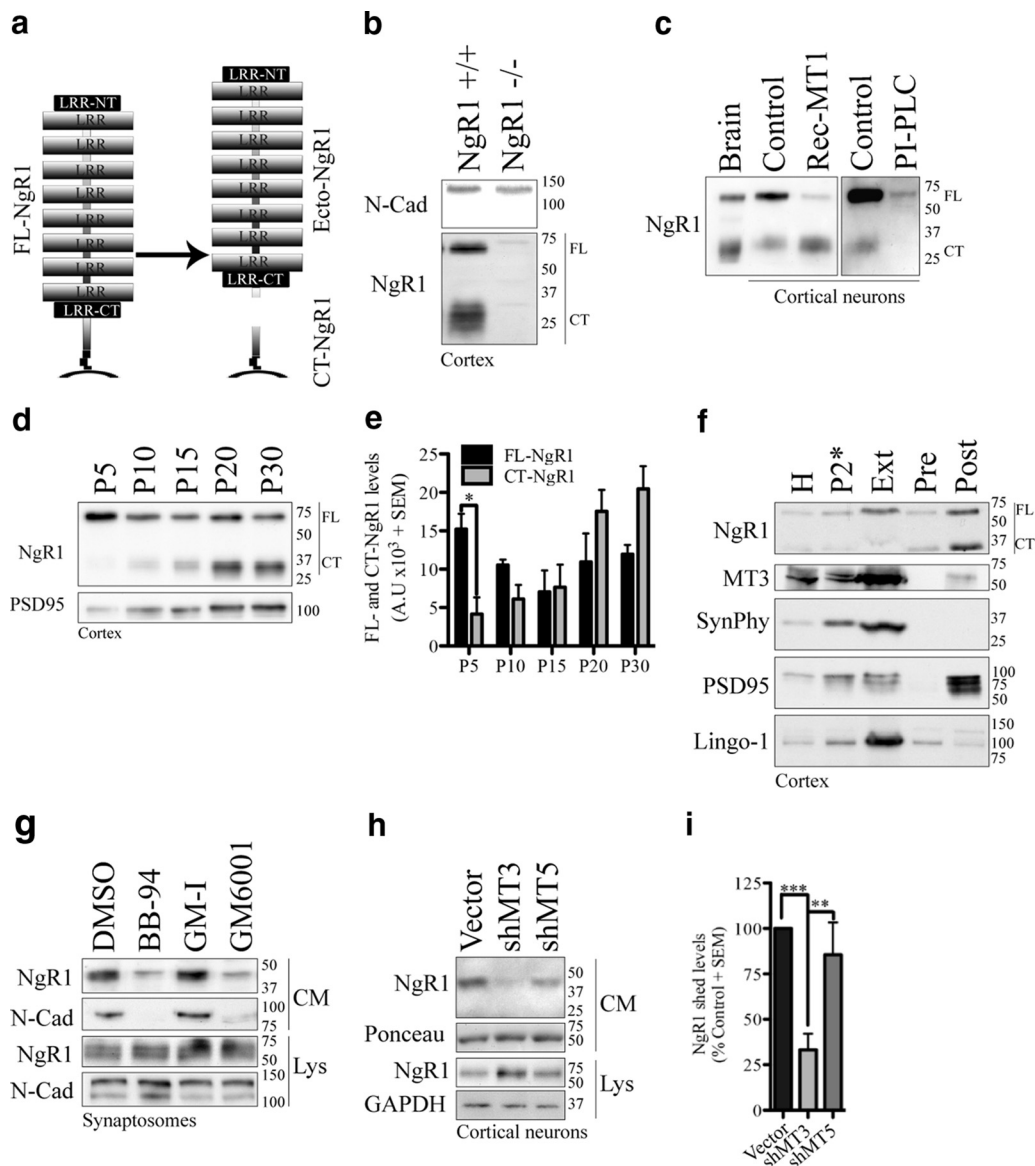 a
FL-NgR1
LRR-NT
LRR
LRR
LRR
LRR
LRR
LRR
LRR
LRR
LRR-CT
LRR-NT
LRR
LRR
LRR
LRR
LRR
LRR
LRR
LRR
LRR-CT
Ecto-NgR1
CT-NgR1
b
NgR1 +/+
NgR1 -/-
N-Cad
150
100
NgR1
75
50
37
25
FL
CT
Cortex
c
Brain
Control
Rec-MT1
Control
PI-PLC
NgR1
75
50
37
25
FL
CT
Cortical neurons
d
P5
P10
P15
P20
P30
NgR1
75
50
37
25
FL
CT
PSD95
100
Cortex
e
FL- and CT-NgR1 levels
(A.U x10³ + SEM)
25
20
15
10
5
0
FL-NgR1
CT-NgR1
*
P5
P10
P15
P20
P30
f
H
P2*
Ext
Pre
Post
NgR1
75
50
37
FL
CT
MT3
75
50
SynPhy
37
25
PSD95
100
75
50
Lingo-1
150
100
75
Cortex
g
DMSO
BB-94
GM-I
GM6001
NgR1
50
37
N-Cad
100
75
CM
NgR1
75
50
N-Cad
150
100
Lys
Synaptosomes
h
Vector
shMT3
shMT5
NgR1
50
37
25
Ponceau
75
50
CM
NgR1
75
50
GAPDH
37
Lys
Cortical neurons
i
NgR1 shed levels
(% Control + SEM)
125
100
75
50
25
0
***
**
Vector
shMT3
shMT5